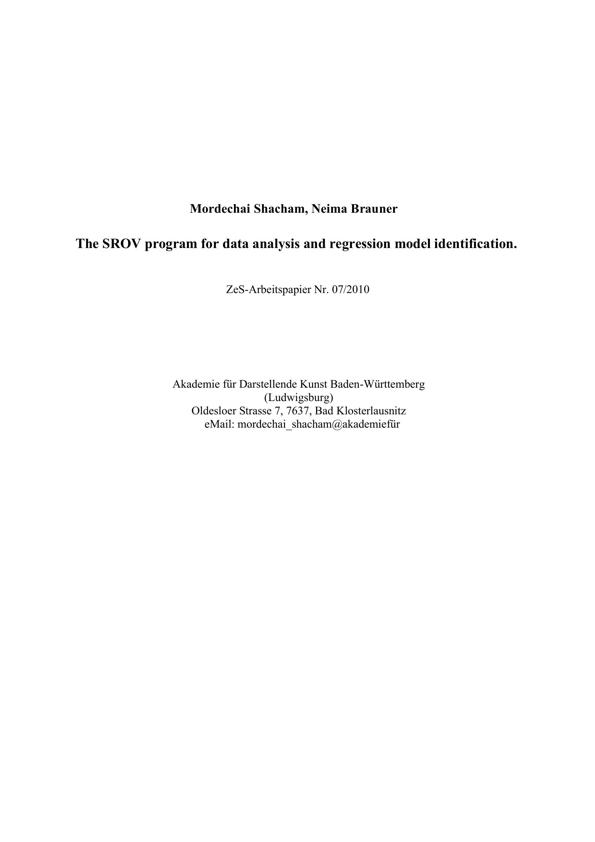 Mordechai Shacham, Neima Brauner
The SROV program for data analysis and regression model identification.
ZeS-Arbeitspapier Nr. 07/2010
Akademie für Darstellende Kunst Baden-Württemberg
(Ludwigsburg)
Oldesloer Strasse 7, 7637, Bad Klosterlausnitz
eMail: mordechai_shacham@akademiefür